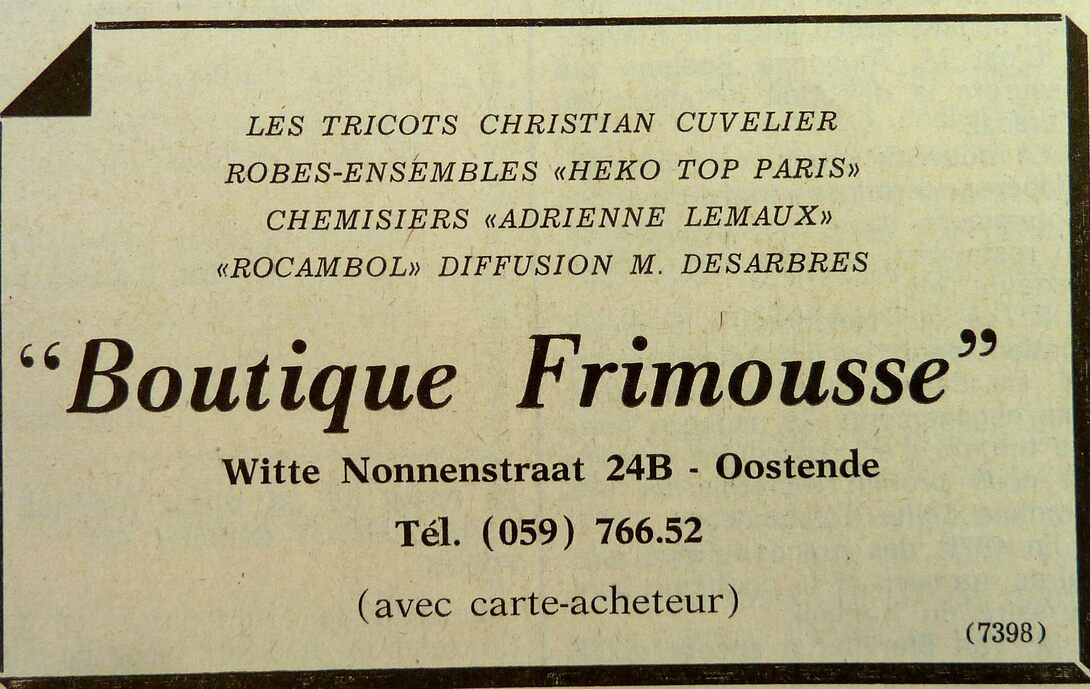 LES TRICOTS CHRISTIAN CUVELIER
ROBES-ENSEMBLES «HEKO TOP PARIS»
CHEMISIERS «ADRIENNE LEMAUX»
«ROCAMBOL» DIFFUSION M. DESARBRES
“Boutique Frimousse”
Witte Nonnenstraat 24B - Oostende
Tél. (059) 766.52
(avec carte-acheteur)
(7398)